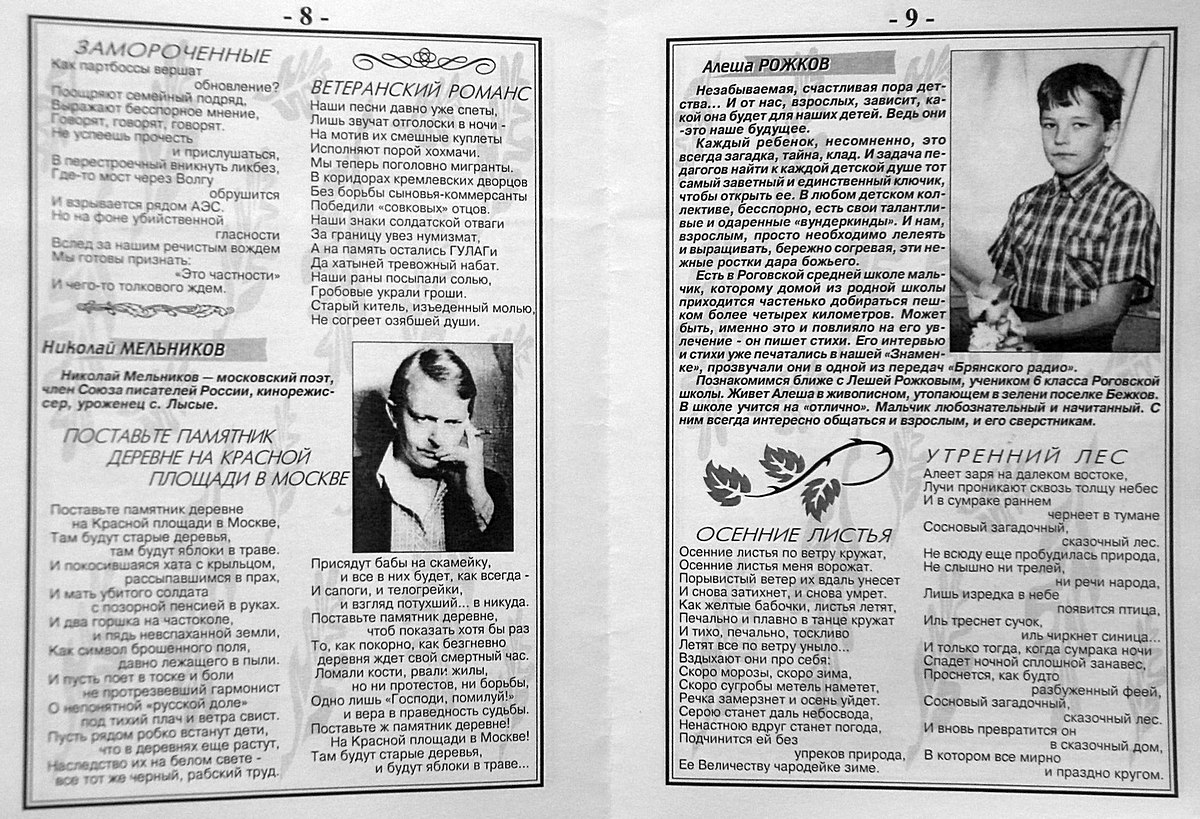 - 8 -
ЗАМОРОЧЕННЫЕ
Как партбоссы вершат
обновление?
Поощряют семейный подряд,
Выражают бесспорное мнение,
Говорят, говорят, говорят.
Не успеешь прочесть
и прислушаться,
В перестроечный вникнуть ликбез,
Где-то мост через Волгу
обрушится
И взрывается рядом АЭС.
Но на фоне убийственной
гласности
Вслед за нашим речистым вождем
Мы готовы признать:
«Это частности»
И чего-то толкового ждем.
ВЕТЕРАНСКИЙ РОМАНС
Наши песни давно уже спеты,
Лишь звучат отголоски в ночи -
На мотив их смешные куплеты
Исполняют порой хохмачи.
Мы теперь поголовно мигранты.
В коридорах кремлевских дворцов
Без борьбы сыновья-коммерсанты
Победили «совковых» отцов.
Наши знаки солдатской отваги
За границу увез нумизмат,
А на память остались ГУЛАГи
Да хатыней тревожный набат.
Наши раны посыпали солью,
Гробовые украли гроши.
Старый китель, изъеденный молью,
Не согреет озябшей души.
Николай МЕЛЬНИКОВ
Николай Мельников — московский поэт,
член Союза писателей России, кинорежис-
сер, уроженец с. Лысые.
ПОСТАВЬТЕ ПАМЯТНИК
ДЕРЕВНЕ НА КРАСНОЙ
ПЛОЩАДИ В МОСКВЕ
Поставьте памятник деревне
на Красной площади в Москве,
Там будут старые деревья,
там будут яблоки в траве.
И покосившаяся хата с крыльцом,
рассыпавшимся в прах,
И мать убитого солдата
с позорной пенсией в руках.
И два горшка на частоколе,
и пядь невспаханной земли,
Как символ брошенного поля,
давно лежащего в пыли.
И пусть поет в тоске и боли
не протрезвевший гармонист
О непонятной «русской доле»
под тихий плач и ветра свист.
Пусть рядом робко встанут дети,
что в деревнях еще растут,
Наследство их на белом свете -
все тот же черный, рабский труд.
Присядут бабы на скамейку,
и все в них будет, как всегда -
И сапоги, и телогрейки,
и взгляд потухший... в никуда.
Поставьте памятник деревне,
чтоб показать хотя бы раз
То, как покорно, как безгневно
деревня ждет свой смертный час.
Ломали кости, рвали жилы,
но ни протестов, ни борьбы,
Одно лишь «Господи, помилуй!»
и вера в праведность судьбы.
Поставьте ж памятник деревне!
На Красной площади в Москве!
Там будут старые деревья,
и будут яблоки в траве...
- 9 -
Алеша РОЖКОВ
Незабываемая, счастливая пора дет-
ства... И от нас, взрослых, зависит, ка-
кой она будет для наших детей. Ведь они
-это наше будущее.
Каждый ребенок, несомненно, это
всегда загадка, тайна, клад. И задача пе-
дагогов найти к каждой детской душе тот
самый заветный и единственный ключик,
чтобы открыть ее. В любом детском кол-
лективе, бесспорно, есть свои талантли-
вые и одаренные «вундеркинды». И нам,
взрослым, просто необходимо лелеять
и выращивать, бережно согревая, эти не-
жные ростки дара божьего.
Есть в Роговской средней школе маль-
чик, которому домой из родной школы
приходится частенько добираться пеш-
ком более четырех километров. Может
быть, именно это и повлияло на его ув-
лечение - он пишет стихи. Его интервью
и стихи уже печатались в нашей «Знамен-
ке», прозвучали они в одной из передач «Брянского радио».
Познакомимся ближе с Лешей Рожковым, учеником 6 класса Роговской
школы. Живет Алеша в живописном, утопающем в зелени поселке Бежков.
В школе учится на «отлично». Мальчик любознательный и начитанный. С
ним всегда интересно общаться и взрослым, и его сверстникам.
ОСЕННИЕ ЛИСТЬЯ
Осенние листья по ветру кружат,
Осенние листья меня ворожат.
Порывистый ветер их вдаль унесет
И снова затихнет, и снова умрет.
Как желтые бабочки, листья летят,
Печально и плавно в танце кружат
И тихо, печально, тоскливо
Летят все по ветру уныло...
Вздыхают они про себя:
Скоро морозы, скоро зима,
Скоро сугробы метель наметет,
Речка замерзнет и осень уйдет.
Серою станет даль небосвода,
Ненастною вдруг станет погода,
Подчинится ей без
упреков природа,
Ее Величеству чародейке зиме.
УТРЕННИЙ ЛЕС
Алеет заря на далеком востоке,
Лучи проникают сквозь толщу небес
И в сумраке раннем
чернеет в тумане
Сосновый загадочный,
сказочный лес.
Не всюду еще пробудилась природа,
Не слышно ни трелей,
ни речи народа,
Лишь изредка в небе
появится птица,
Иль треснет сучок,
иль чиркнет синица...
И только тогда, когда сумрака ночи
Спадет ночной сплошной занавес,
Проснется, как будто
разбуженный феей,
Сосновый загадочный,
сказочный лес.
И вновь превратится он
в сказочный дом,
В котором все мирно
и праздно кругом.